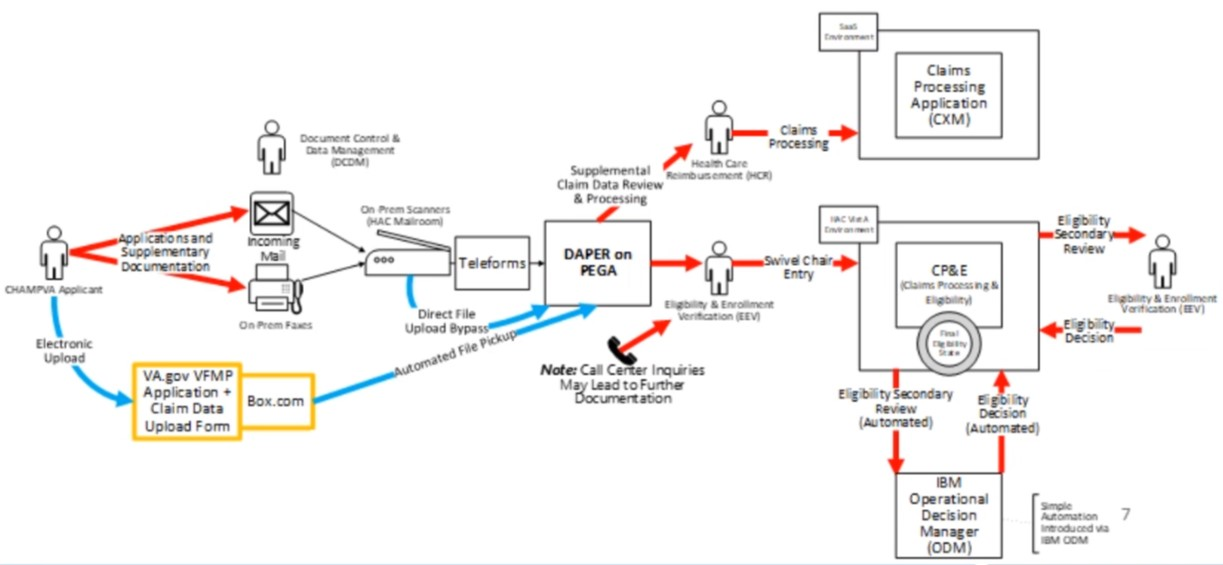 SaaS
Environment
Claims
Processing
Application
(CXM)
Document Control &
Data Management
(DCDM)
Claims
Processing
Health Care
Reimbursement (HCR)
Supplemental
Claim Data Review
& Processing
On-Prem Scanners
(HAC Mailroom)
Applications and
Supplementary
Documentation
Incoming
Mail
CHAMPVA Applicant
On-Prem Faxes
Teleforms
DAPER on
PEGA
Swivel Chair
Entry
Eligibility & Enrollment
Verification (EEV)
Environment
CP&E
(Claims Processing &
Eligibility)
Final
Eligibility
State
Eligibility
Secondary
Review
Eligibility & Enrollment
Verification (EEV)
Eligibility
Decision
Direct File
Upload Bypass
Automated File Pickup
Electronic
Upload
VA.gov VFMP
Application +
Claim Data
Upload Form
Box.com
Note: Call Center Inquiries
May Lead to Further
Documentation
Eligibility Secondary
Review
(Automated)
Eligibility
Decision
(Automated)
IBM
Operational
Decision
Manager
(ODM)
Simple
Automation
Introduced via
IBM ODM
7